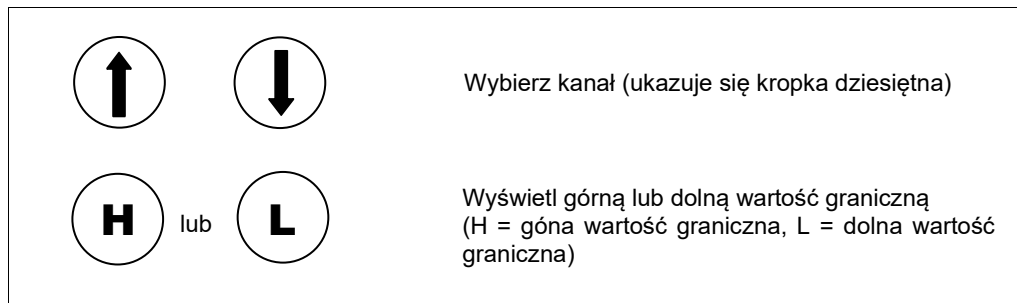 Wybierz kanał (ukazuje się kropka dziesiętna)
H lub L
Wyświetl górną lub dolną wartość graniczną
(H = góna wartość graniczna, L = dolna wartość
graniczna)